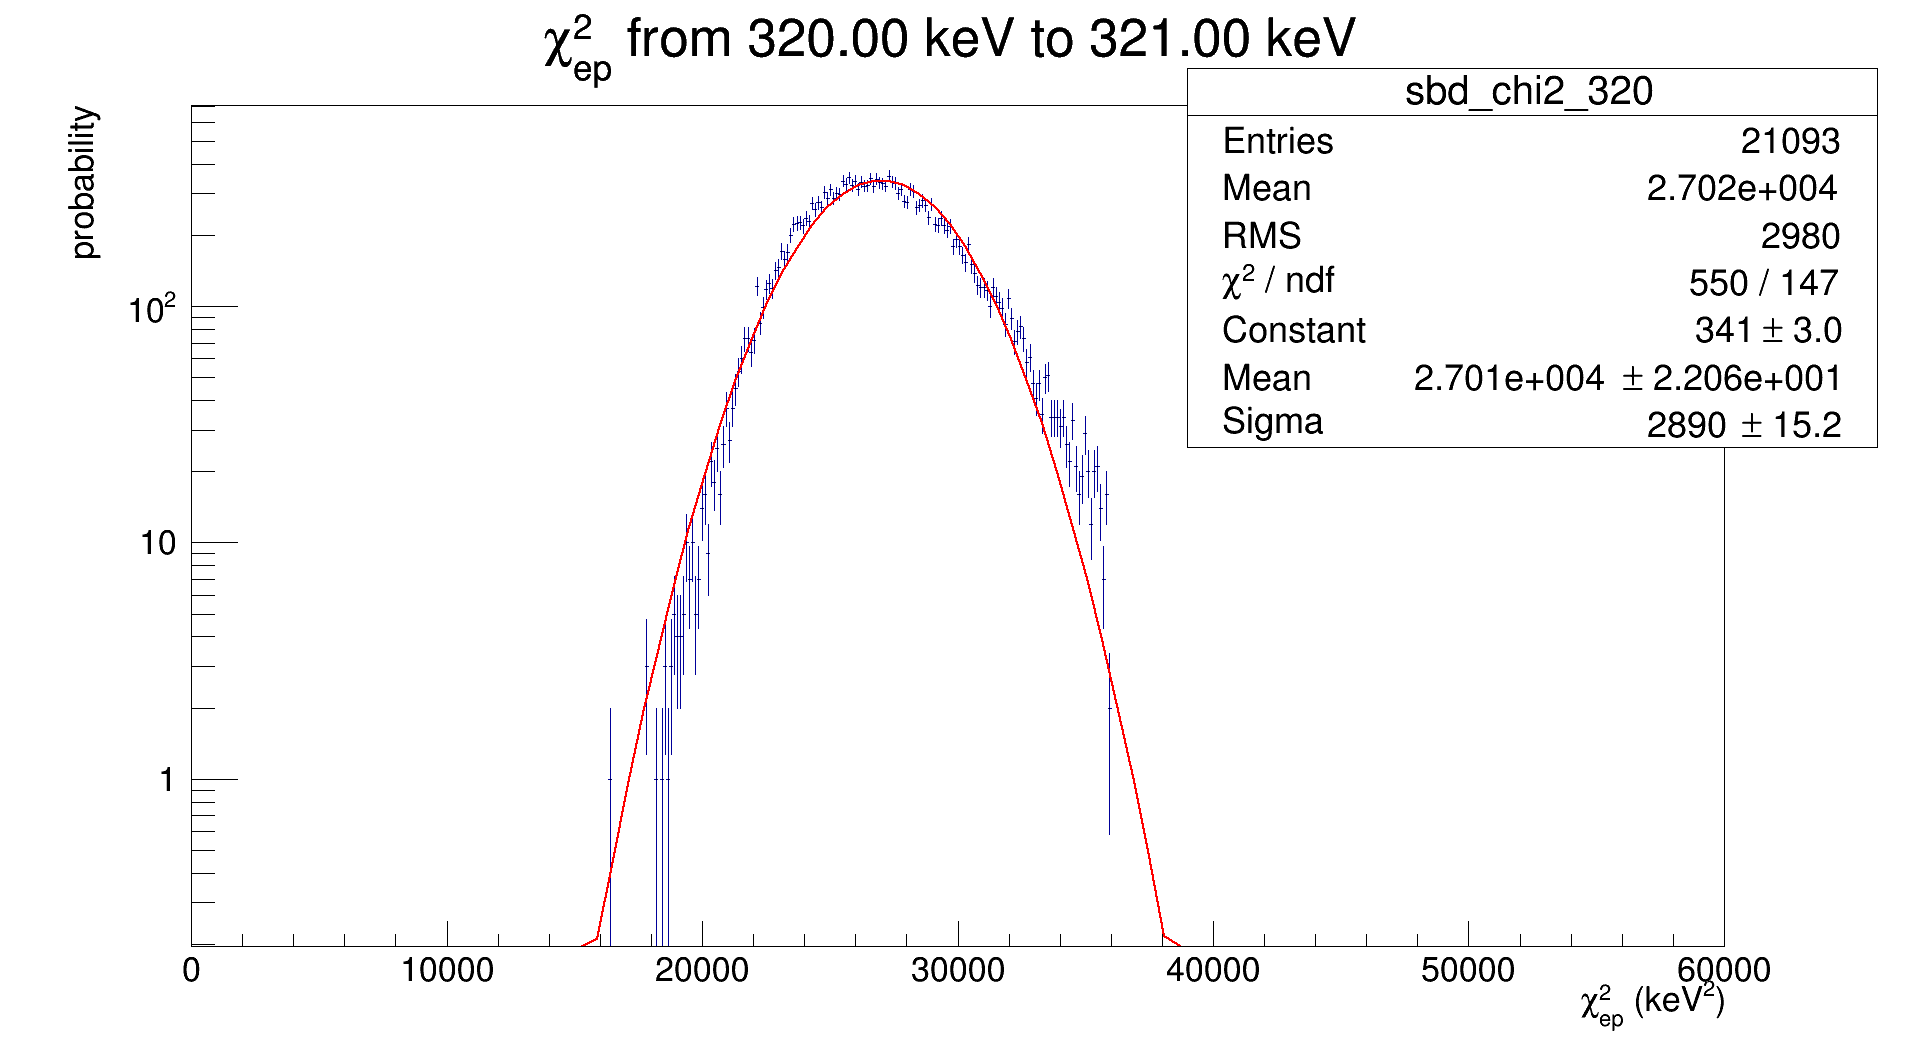 χ²ep from 320.00 keV to 321.00 keV
probability
sbd_chi2_320
Entries 21093
Mean 2.702e+004
RMS 2980
χ² / ndf 550 / 147
Constant 341 ± 3.0
Mean 2.701e+004 ± 2.206e+001
Sigma 2890 ± 15.2
10²
10
1
0 10000 20000 30000 40000 50000 60000
χ²ep (keV²)